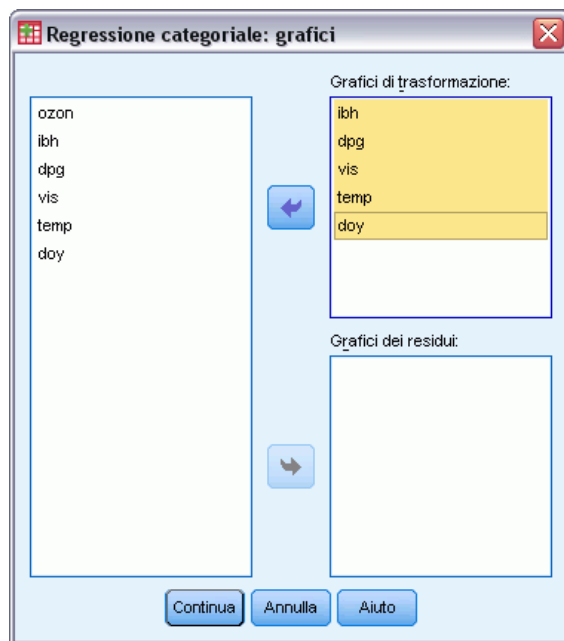 Regressione categoriale: grafici
ozon
ibh
dpg
vis
temp
doy
Grafici di trasformazione:
ibh
dpg
vis
temp
doy
Grafici dei residui:
Continua
Annulla
Aiuto